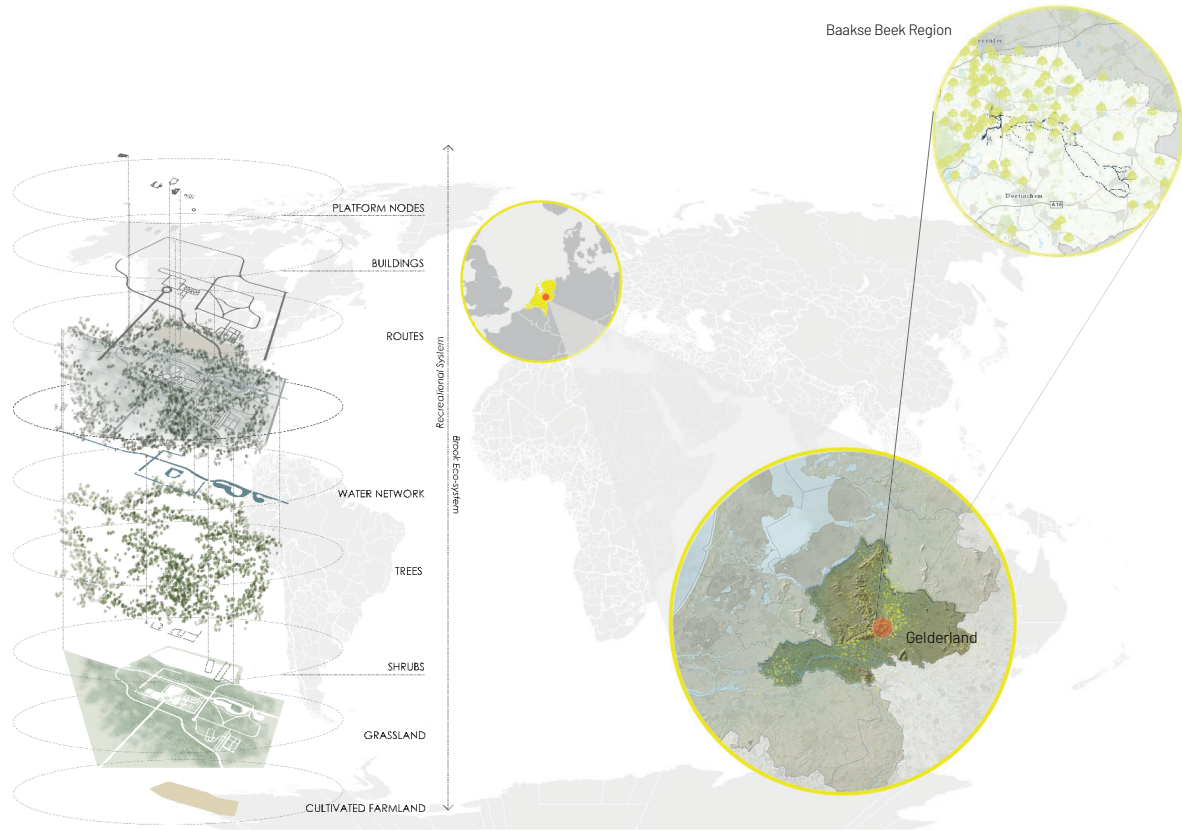 Baakse Beek Region
Doetinchem
A 18
PLATFORM NODES
BUILDINGS
ROUTES
Recreational System
Brook Eco-system
WATER NETWORK
TREES
Gelderland
SHRUBS
GRASSLAND
CULTIVATED FARMLAND